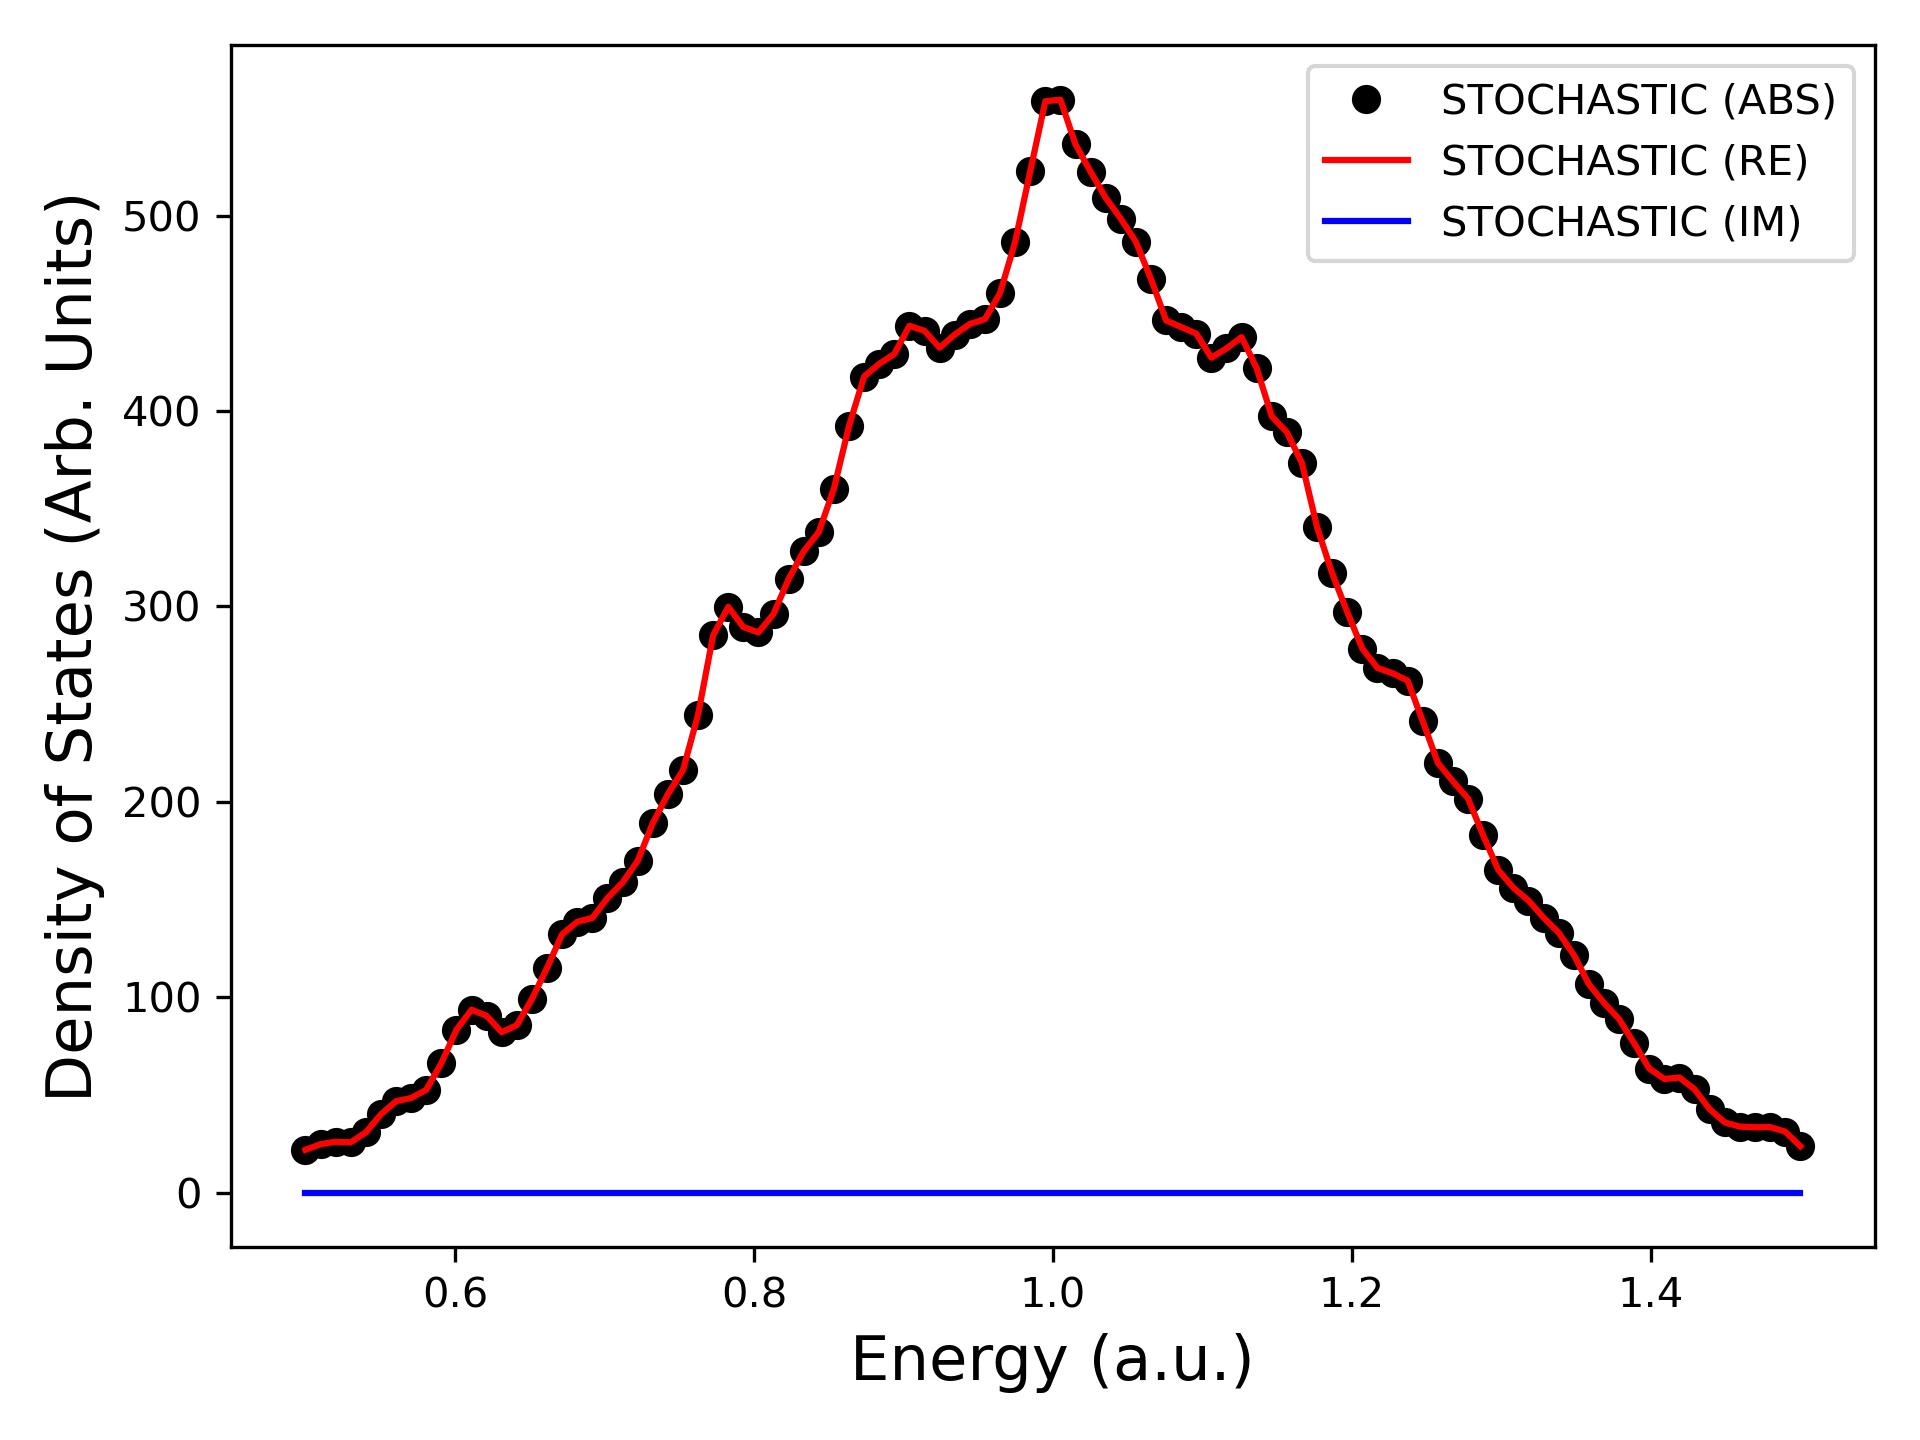 STOCHASTIC (ABS)
STOCHASTIC (RE)
STOCHASTIC (IM)
Density of States (Arb. Units)
500
400
300
200
100
0
0.6 0.8 1.0 1.2 1.4
Energy (a.u.)